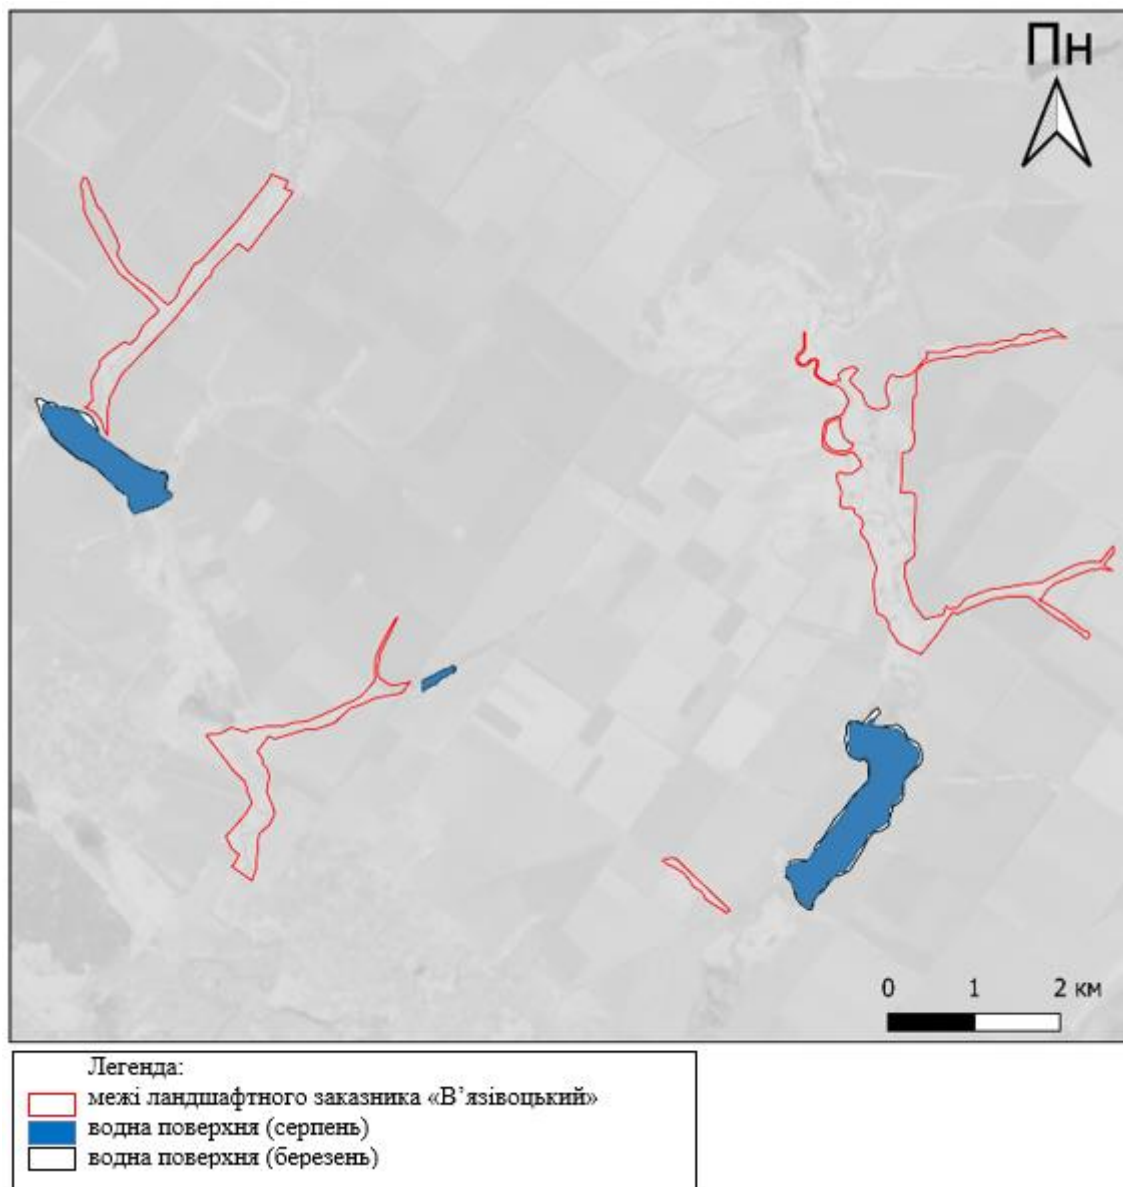 Пн
0 1 2 км
Легенда:
межі ландшафтного заказника «В’язівоцький»
водна поверхня (серпень)
водна поверхня (березень)